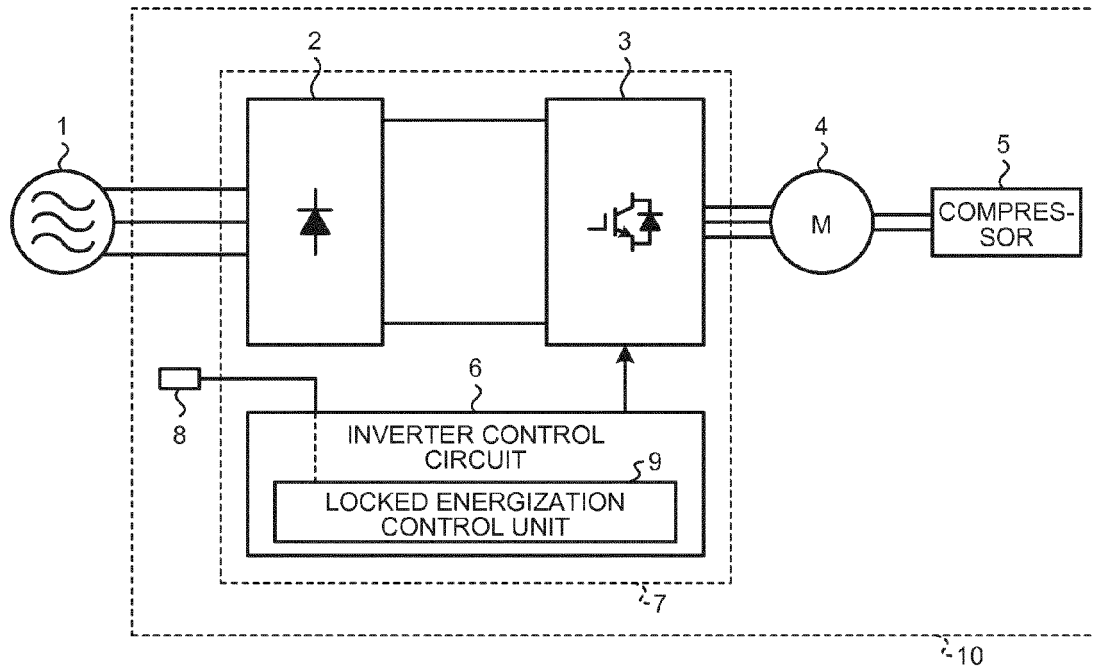 2
3
1
4
5
COMPRES-
SOR
M
6
8
INVERTER CONTROL
CIRCUIT
9
LOCKED ENERGIZATION
CONTROL UNIT
7
10